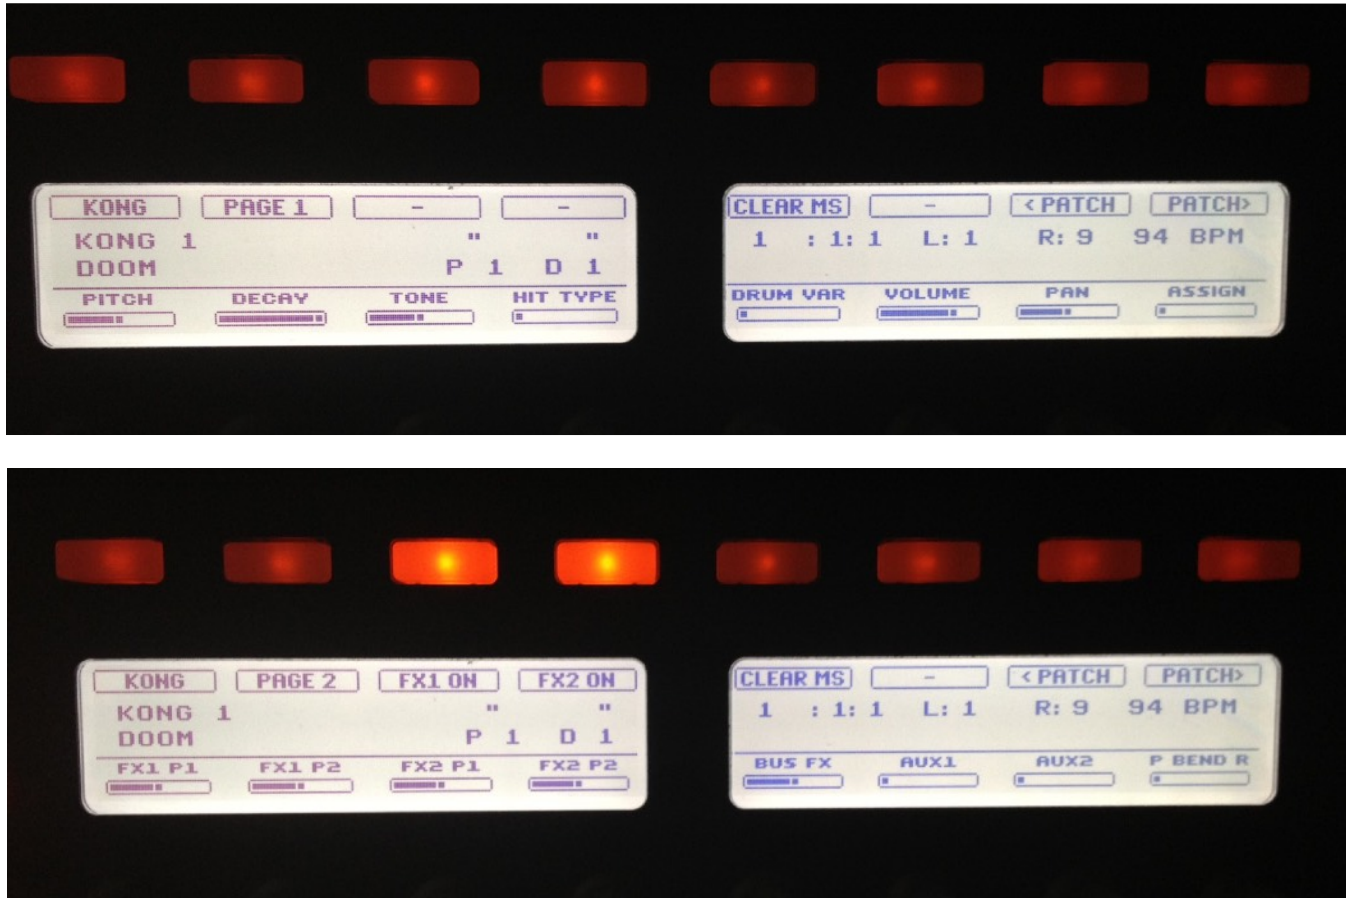 KONG PAGE 1 - -
KONG 1 " "
DOOM P 1 D 1
PITCH DECAY TONE HIT TYPE
CLEAR MS - < PATCH PATCH>
1 : 1: 1 L: 1 R: 9 94 BPM
DRUM VAR VOLUME PAN ASSIGN
KONG PAGE 2 FX1 ON FX2 ON
KONG 1 " "
DOOM P 1 D 1
FX1 P1 FX1 P2 FX2 P1 FX2 P2
CLEAR MS - < PATCH PATCH>
1 : 1: 1 L: 1 R: 9 94 BPM
BUS FX AUX1 AUX2 P BEND R